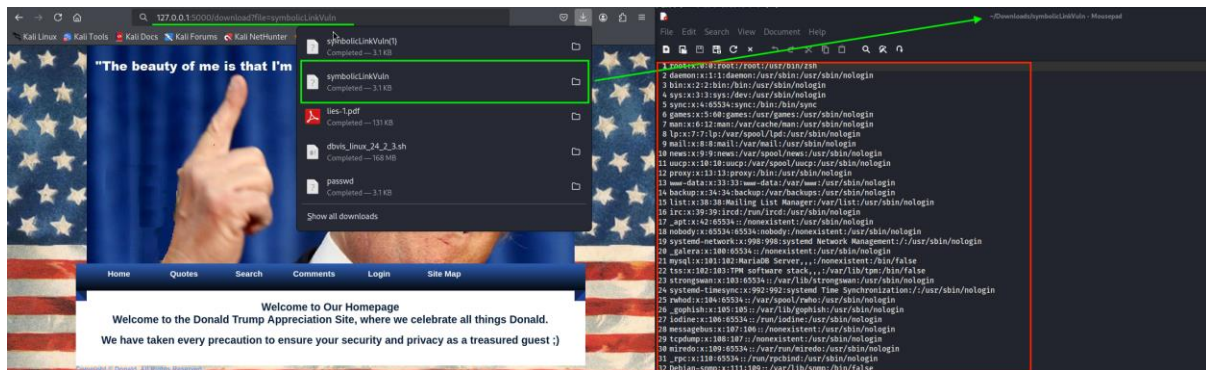 127.0.0.1:5000/download?file=symbolicLinkVuln
Kali Linux
Kali Tools
Kali Docs
Kali Forums
Kali NetHunter
"The beauty of me is that I'm
symbolicLinkVuln(1)
Completed — 3.1 KB
symbolicLinkVuln
Completed — 3.1 KB
lies-1.pdf
Completed — 131 KB
dbvis_linux_24_2_3.sh
Completed — 168 MB
passwd
Completed — 3.1 KB
Show all downloads
Home Quotes Search Comments Login Site Map
Welcome to Our Homepage
Welcome to the Donald Trump Appreciation Site, where we celebrate all things Donald.
We have taken every precaution to ensure your security and privacy as a treasured guest ;)
~/Downloads/symbolicLinkVuln - Mousepad
File Edit Search View Document Help
1 root:x:0:0:root:/root:/usr/bin/zsh
2 daemon:x:1:1:daemon:/usr/sbin:/usr/sbin/nologin
3 bin:x:2:2:bin:/bin:/usr/sbin/nologin
4 sys:x:3:3:sys:/dev:/usr/sbin/nologin
5 sync:x:4:65534:sync:/bin:/bin/sync
6 games:x:5:60:games:/usr/games:/usr/sbin/nologin
7 man:x:6:12:man:/var/cache/man:/usr/sbin/nologin
8 lp:x:7:7:lp:/var/spool/lpd:/usr/sbin/nologin
9 mail:x:8:8:mail:/var/mail:/usr/sbin/nologin
10 news:x:9:9:news:/var/spool/news:/usr/sbin/nologin
11 uucp:x:10:10:uucp:/var/spool/uucp:/usr/sbin/nologin
12 proxy:x:13:13:proxy:/bin:/usr/sbin/nologin
13 www-data:x:33:33:www-data:/var/www:/usr/sbin/nologin
14 backup:x:34:34:backup:/var/backups:/usr/sbin/nologin
15 list:x:38:38:Mailing List Manager:/var/list:/usr/sbin/nologin
16 irc:x:39:39:ircd:/run/ircd:/usr/sbin/nologin
17 _apt:x:42:65534::/nonexistent:/usr/sbin/nologin
18 nobody:x:65534:65534:nobody:/nonexistent:/usr/sbin/nologin
19 systemd-network:x:998:998:systemd Network Management:/:/usr/sbin/nologin
20 _galera:x:100:65534::/nonexistent:/usr/sbin/nologin
21 mysql:x:101:102:MariaDB Server,,,:/nonexistent:/bin/false
22 tss:x:102:103:TPM software stack,,,:/var/lib/tpm:/bin/false
23 strongswan:x:103:65534::/var/lib/strongswan:/usr/sbin/nologin
24 systemd-timesync:x:992:992:systemd Time Synchronization:/:/usr/sbin/nologin
25 rwhod:x:104:65534::/var/spool/rwho:/usr/sbin/nologin
26 _gophish:x:105:105::/var/lib/gophish:/usr/sbin/nologin
27 iodine:x:106:65534::/run/iodine:/usr/sbin/nologin
28 messagebus:x:107:106::/nonexistent:/usr/sbin/nologin
29 tcpdump:x:108:107::/nonexistent:/usr/sbin/nologin
30 miredo:x:109:65534::/var/run/miredo:/usr/sbin/nologin
31 _rpc:x:110:65534::/run/rpcbind:/usr/sbin/nologin
32 Debian-snmp:x:111:109::/var/lib/snmp:/bin/false